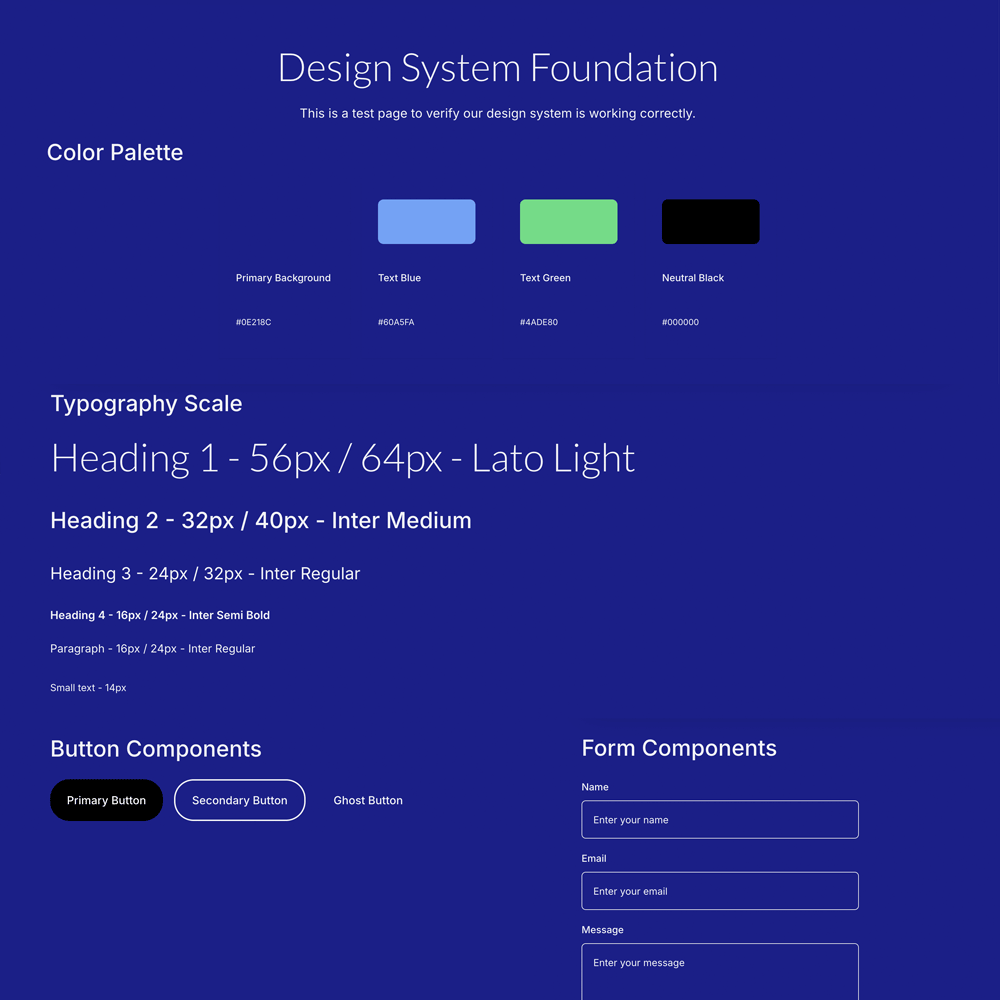 Design System Foundation
This is a test page to verify our design system is working correctly.
Color Palette
Primary Background
Text Blue
Text Green
Neutral Black
#0E218C
#60A5FA
#4ADE80
#000000
Typography Scale
Heading 1 - 56px / 64px - Lato Light
Heading 2 - 32px / 40px - Inter Medium
Heading 3 - 24px / 32px - Inter Regular
Heading 4 - 16px / 24px - Inter Semi Bold
Paragraph - 16px / 24px - Inter Regular
Small text - 14px
Button Components
Primary Button
Secondary Button
Ghost Button
Form Components
Name
Enter your name
Email
Enter your email
Message
Enter your message